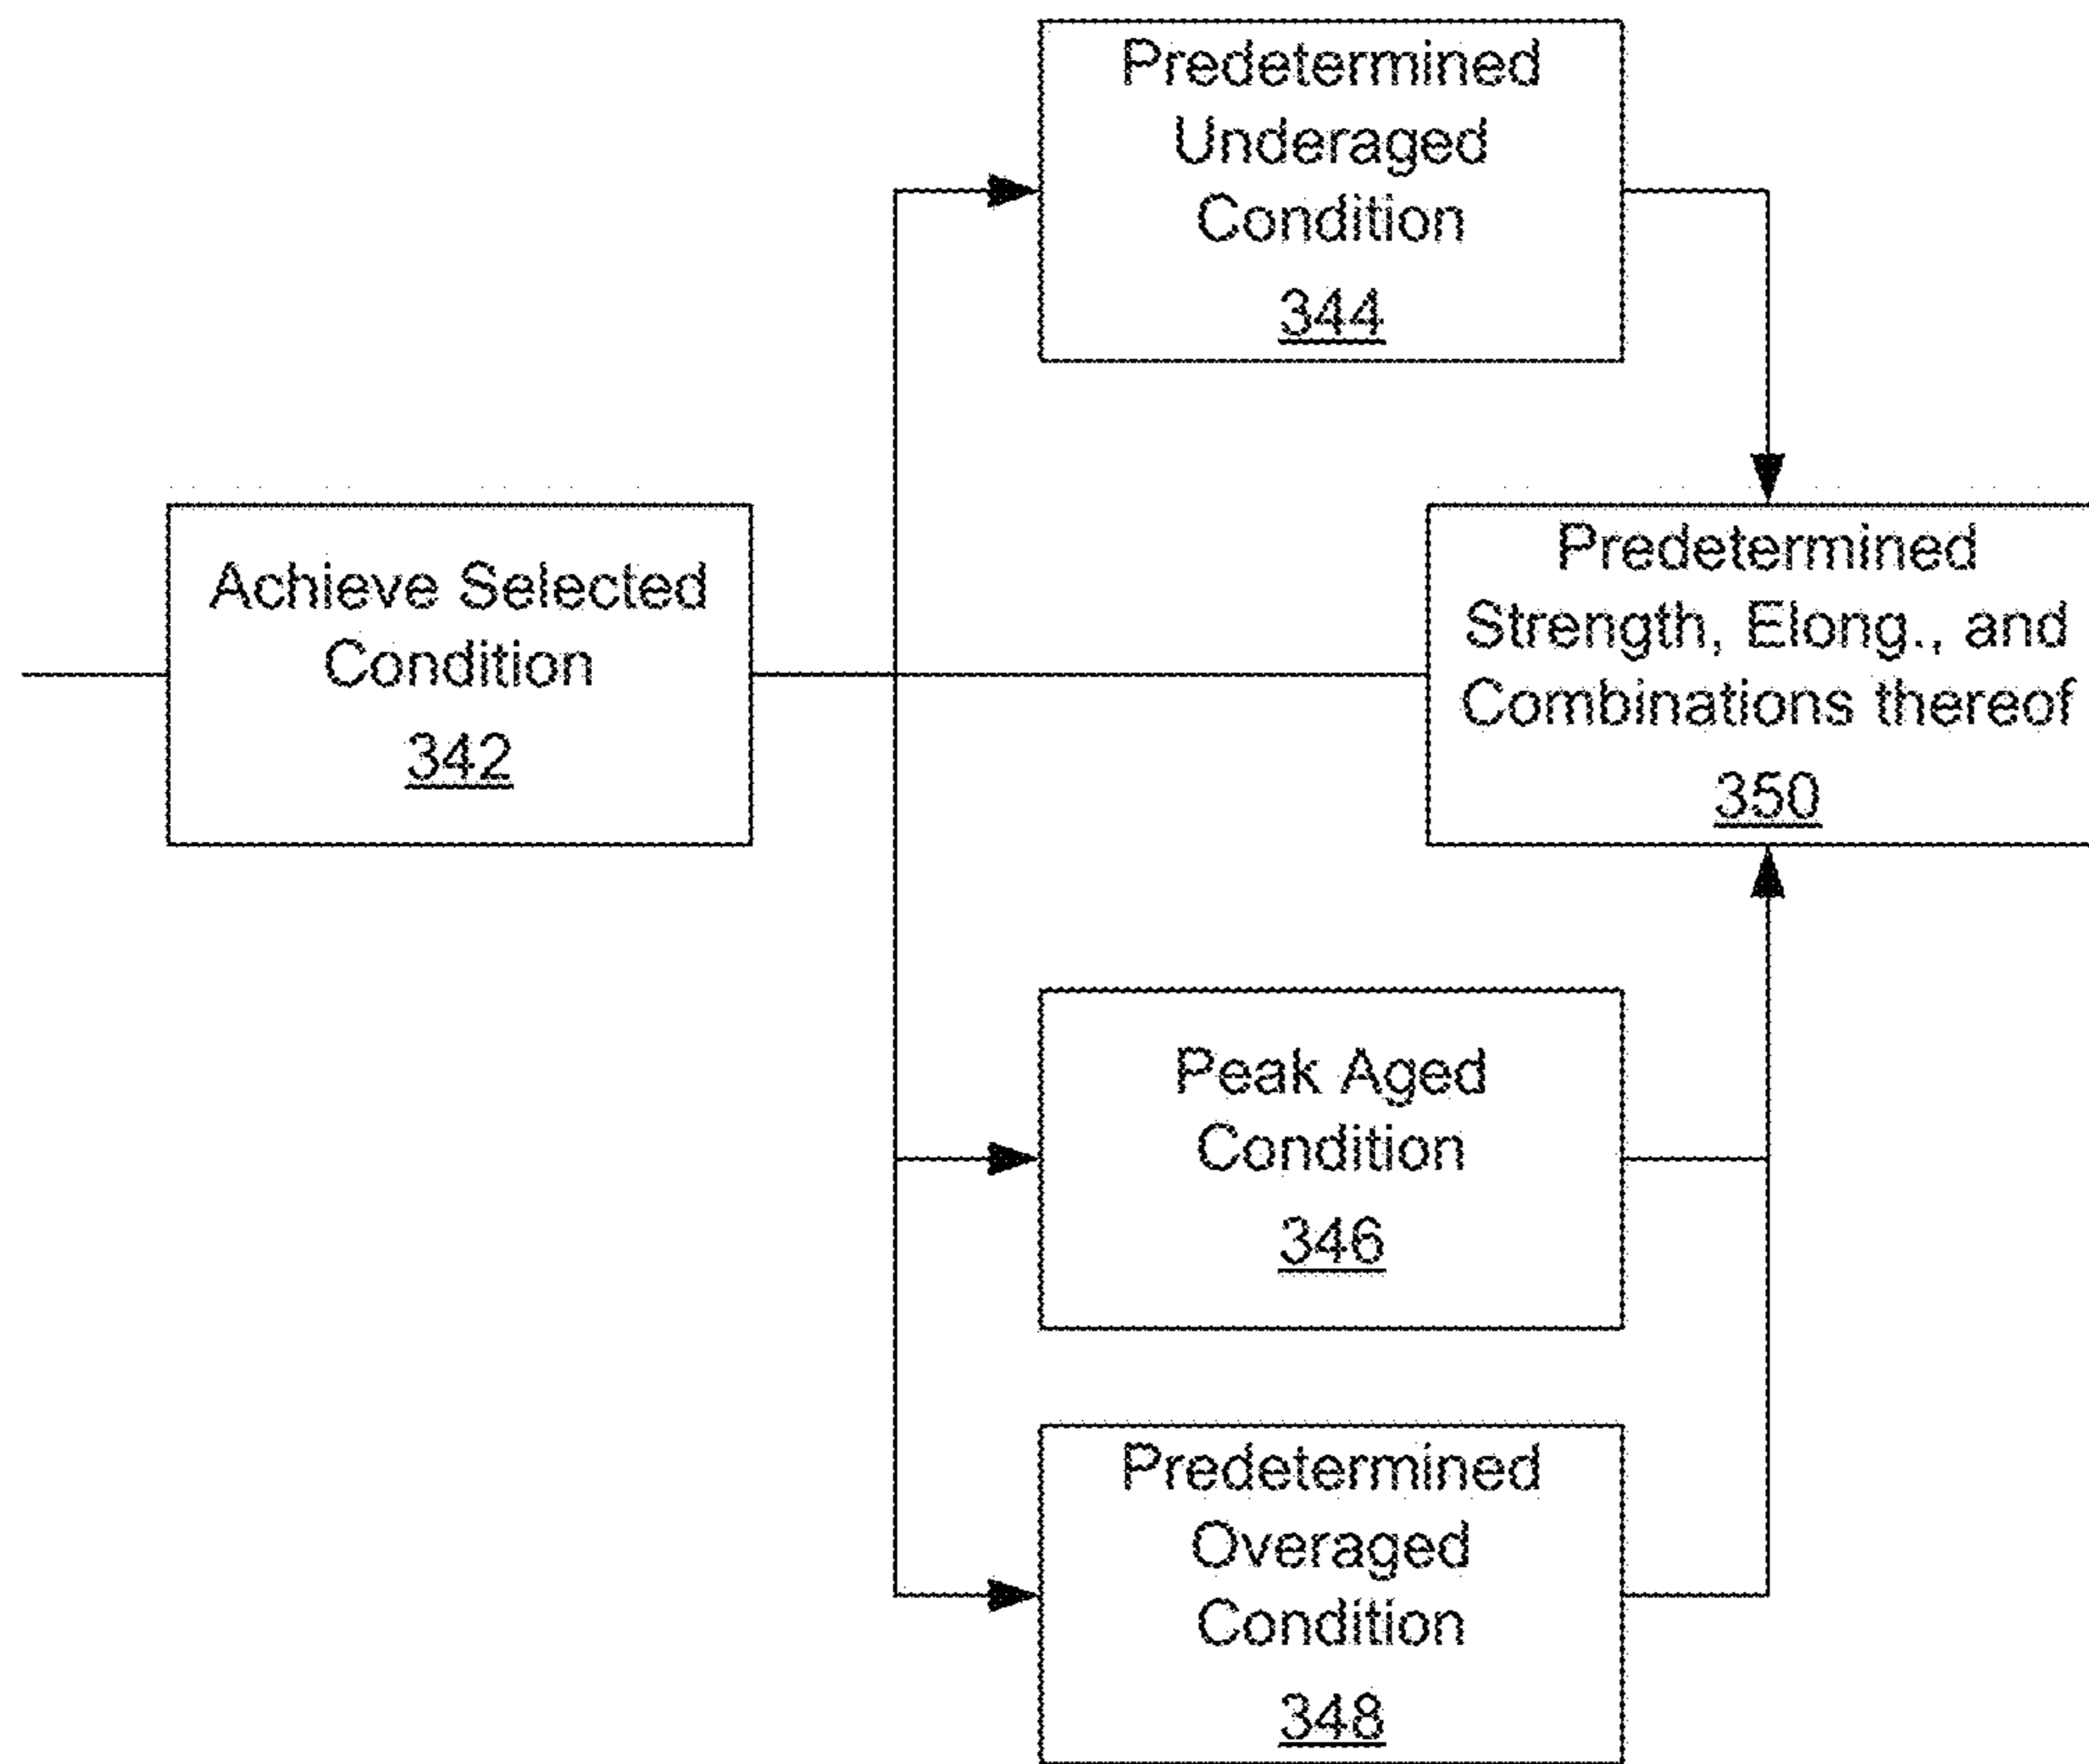 Predetermined
Underaged
Condition
344
Achieve Selected
Condition
342
Predetermined
Strength, Elong., and
Combinations thereof
350
Peak Aged
Condition
346
Predetermined
Overaged
Condition
348